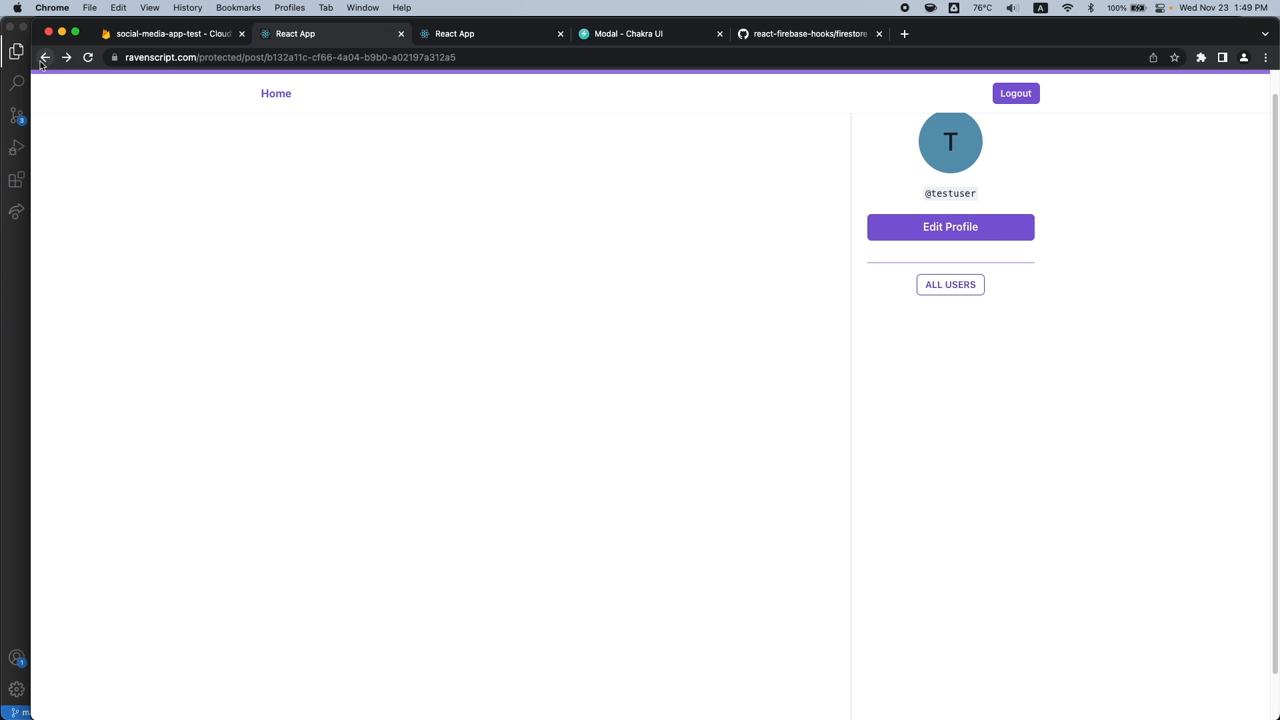 Chrome File Edit View History Bookmarks Profiles Tab Window Help 76°C A 100% Wed Nov 23 1:49 PM
social-media-app-test - Cloud React App React App Modal - Chakra UI react-firebase-hooks/firestore
ravenscript.com/protected/post/b132a11c-cf66-4a04-b9b0-a02197a312a5
Home Logout
3
T
@testuser
Edit Profile
ALL USERS
1